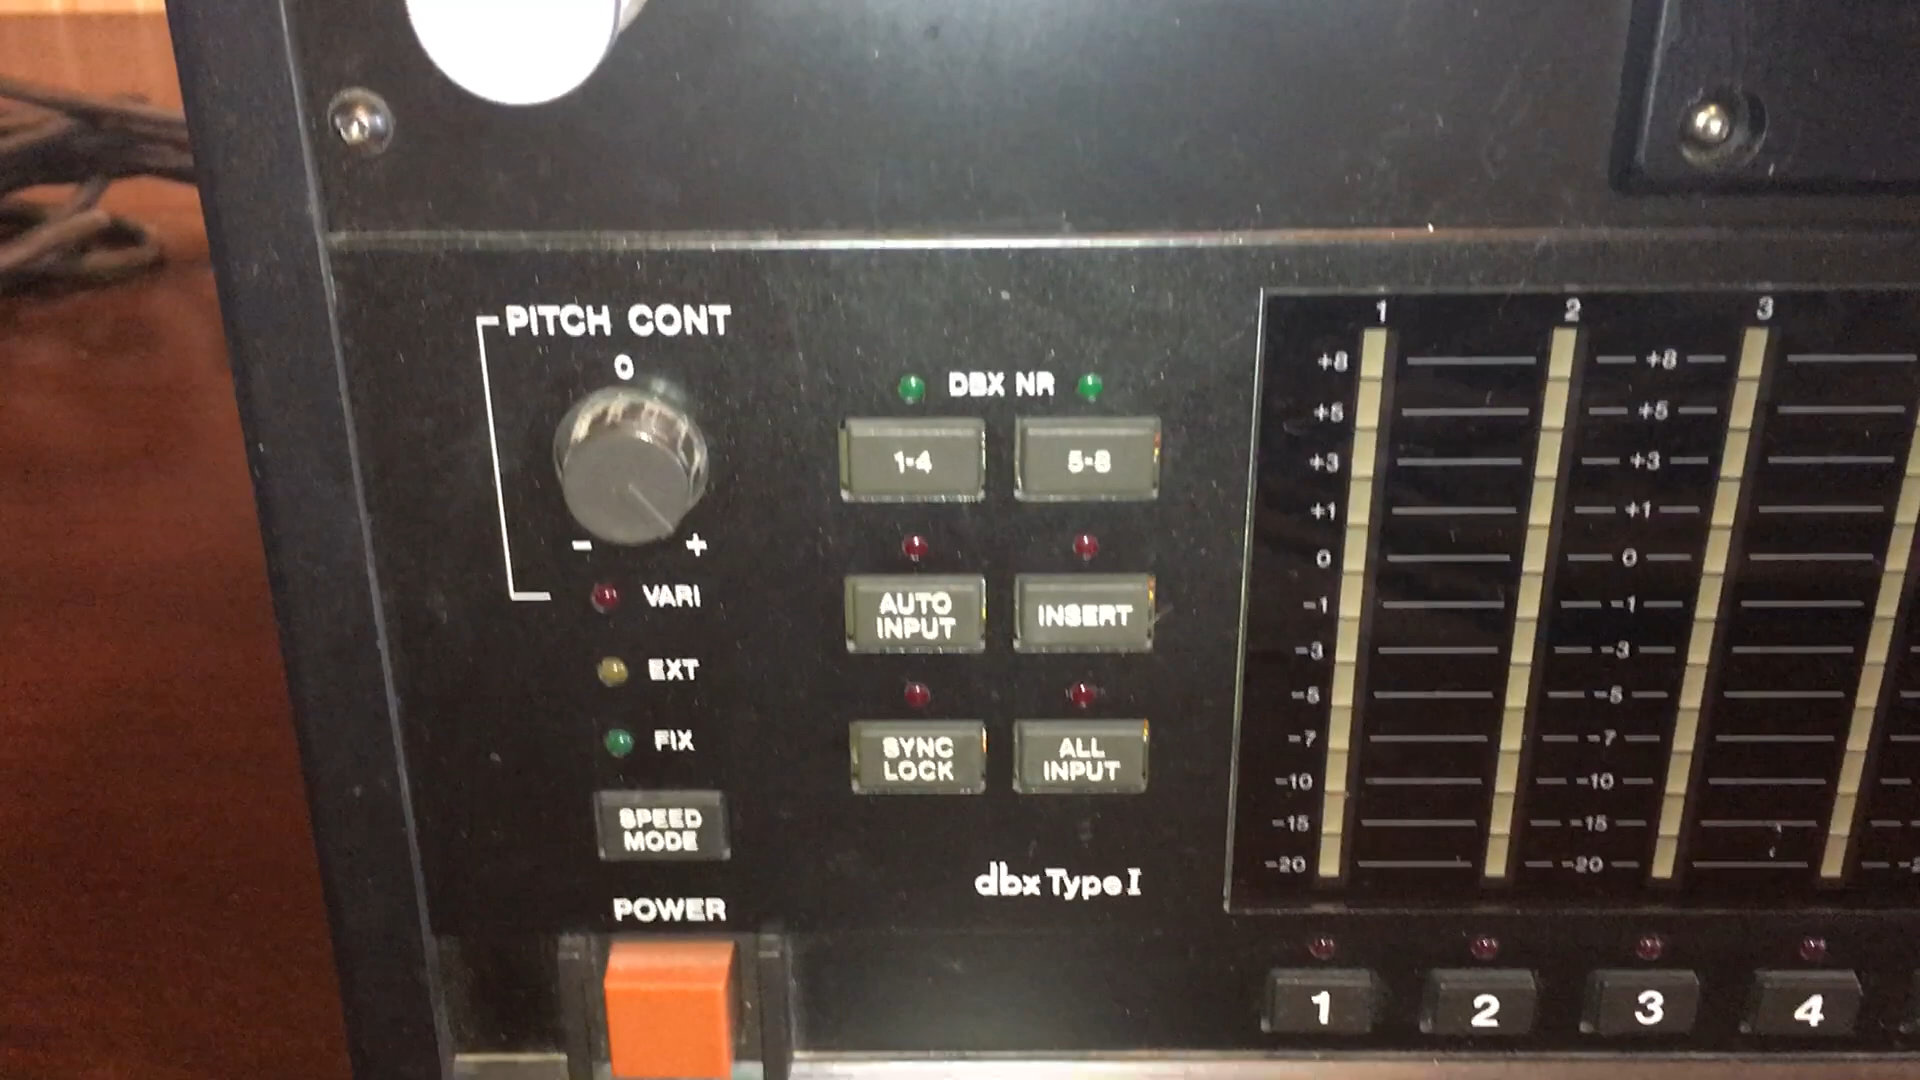 PITCH CONT
0
- +
VARI
EXT
FIX
SPEED
MODE
POWER
DBX NR
1-4
5-8
AUTO
INPUT
INSERT
SYNC
LOCK
ALL
INPUT
dbx Type I
1 2 3
+8 +8
+5 +5
+3 +3
+1 +1
0 0
-1 -1
-3 -3
-5 -5
-7 -7
-10 -10
-15 -15
-20 -20
1 2 3 4